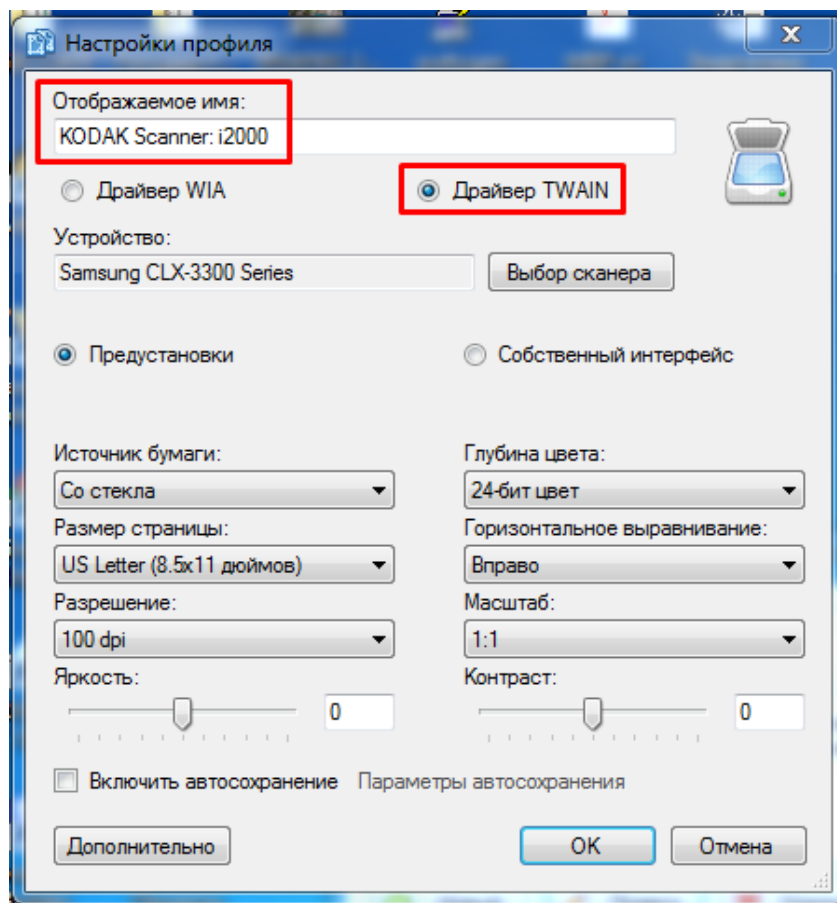 Настройки профиля
Отображаемое имя:
KODAK Scanner: i2000
Драйвер WIA
Драйвер TWAIN
Устройство:
Samsung CLX-3300 Series
Выбор сканера
Предустановки
Собственный интерфейс
Источник бумаги:
Глубина цвета:
Со стекла
24-бит цвет
Размер страницы:
Горизонтальное выравнивание:
US Letter (8.5x11 дюймов)
Вправо
Разрешение:
Масштаб:
100 dpi
1:1
Яркость:
Контраст:
0
0
Включить автосохранение
Параметры автосохранения
Дополнительно
OK
Отмена